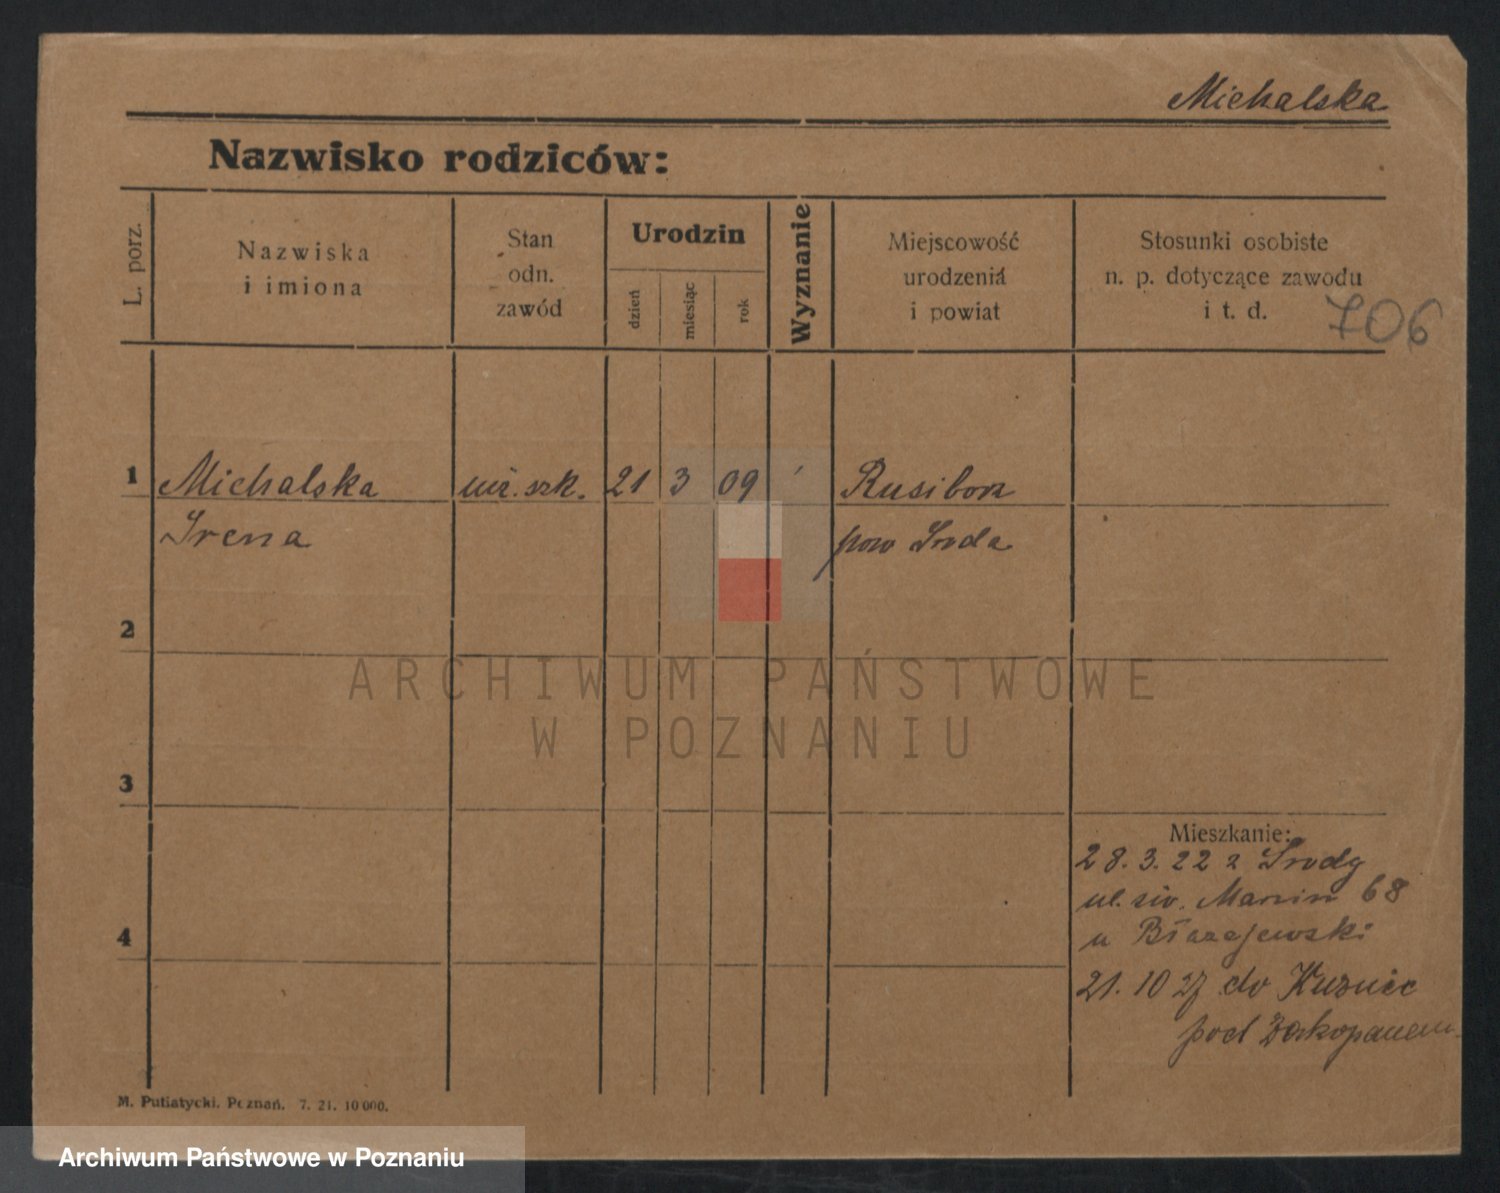 Michalska
Nazwisko rodziców:
L. porz.
Nazwiska
i imiona
Stan
odn.
zawód
Urodzin
dzień
miesiąc
rok
Wyznanie
Miejscowość
urodzenia
i powiat
Stosunki osobiste
n. p. dotyczące zawodu
i t. d.
706
1 Michalska ucz. szk. 21 3 09 Rusiborz
Irena pow Środa
2
ARCHIWUM PAŃSTWOWE
W POZNANIU
3
Mieszkanie:
28. 3. 22 z Środy
ul. św. Marcin 68
4
u Błażejewski
21. 10 27 do Kuźnic
pod Zakopanem
M. Putiatycki. Poznań. 7. 21. 10 000.
Archiwum Państwowe w Poznaniu